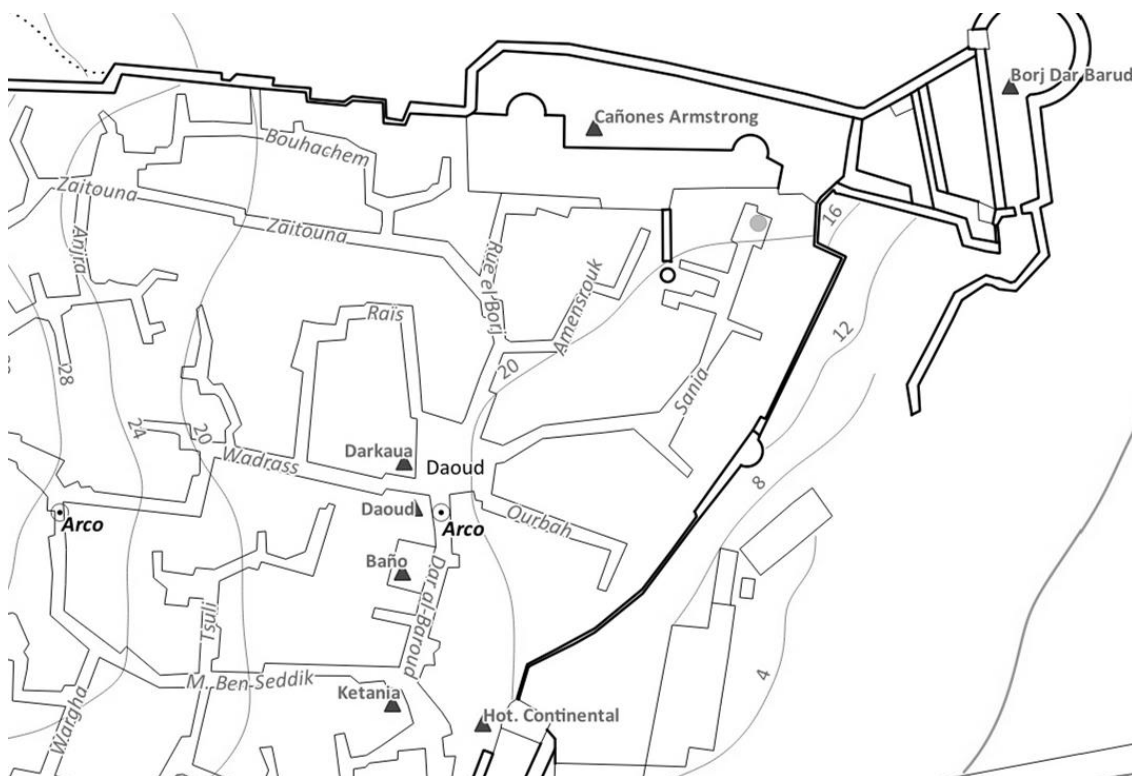 Borj Dar Barud
Cañones Armstrong
Bouhachem
Zaitouna
Zaitouna
Anjra
Rue el Borj
Amensrouk
16
12
Raïs
20
28
Sania
24
20
Wadrass
Darkaua
Daoud
8
Daoud
Arco
Arco
Ourbah
Baño
Dar al-Baroud
Tsuli
4
M. Ben-Seddik
Ketania
Wargha
Hot. Continental